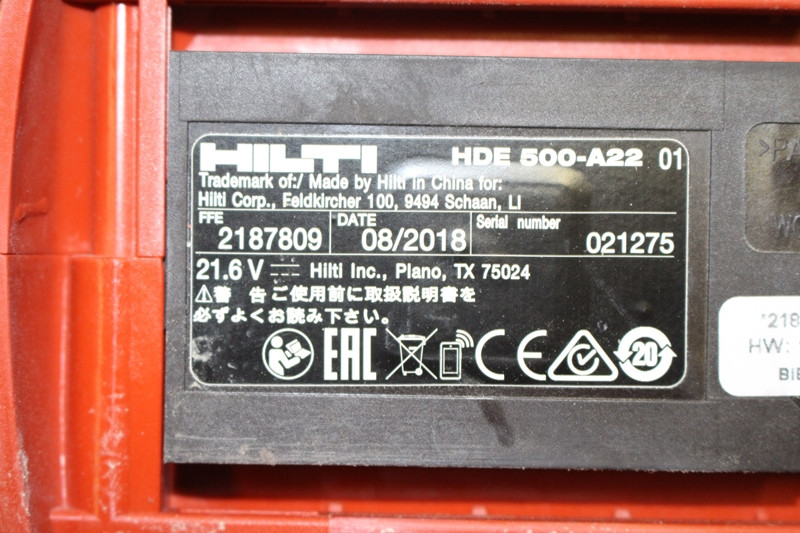 HILTI HDE 500-A22 01
Trademark of:/ Made by Hilti in China for:
Hilti Corp., Feldkircher 100, 9494 Schaan, LI
FFE DATE Serial number
2187809 08/2018 021275
21.6 V Hilti Inc., Plano, TX 75024
⚠警 告 ご使用前に取扱説明書を
必ずよくお読み下さい。
EAC CE 20
>PA
*218
HW: